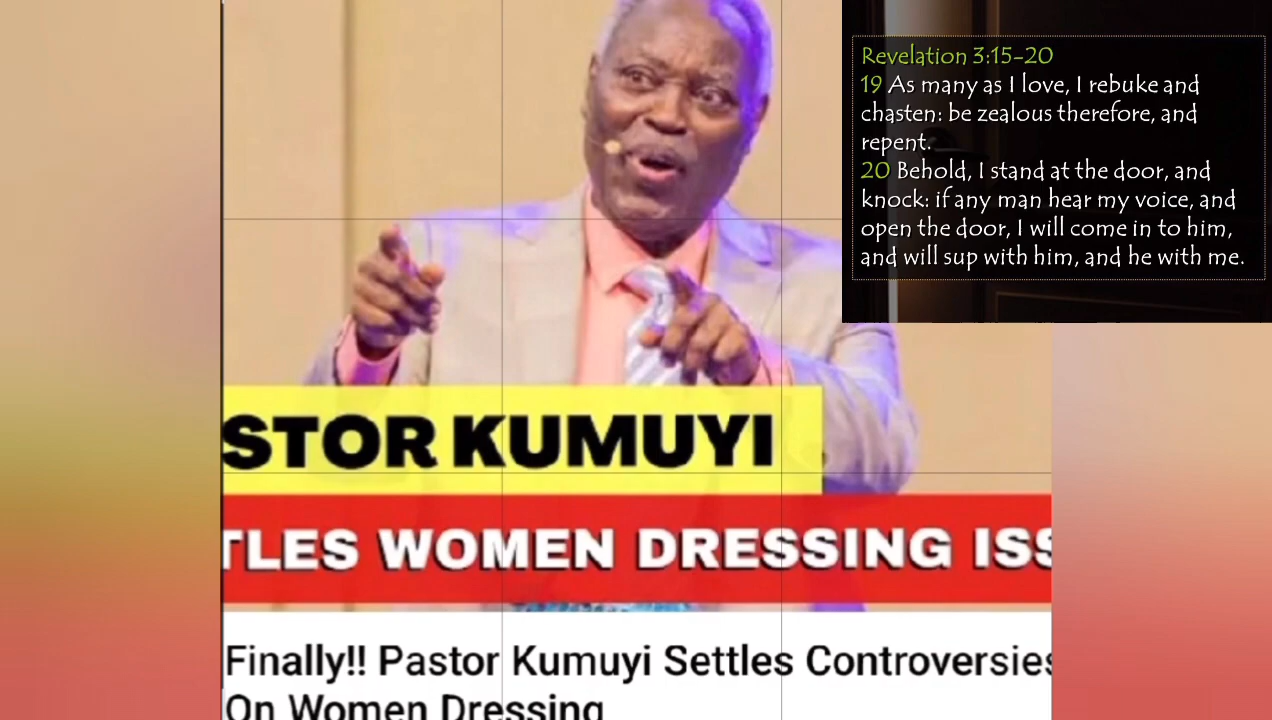 Revelation 3:15-20
19 As many as I love, I rebuke and
chasten: be zealous therefore, and
repent.
20 Behold, I stand at the door, and
knock: if any man hear my voice, and
open the door, I will come in to him,
and will sup with him, and he with me.
STOR KUMUYI
TLES WOMEN DRESSING ISS
Finally!! Pastor Kumuyi Settles Controversies
On Women Dressing